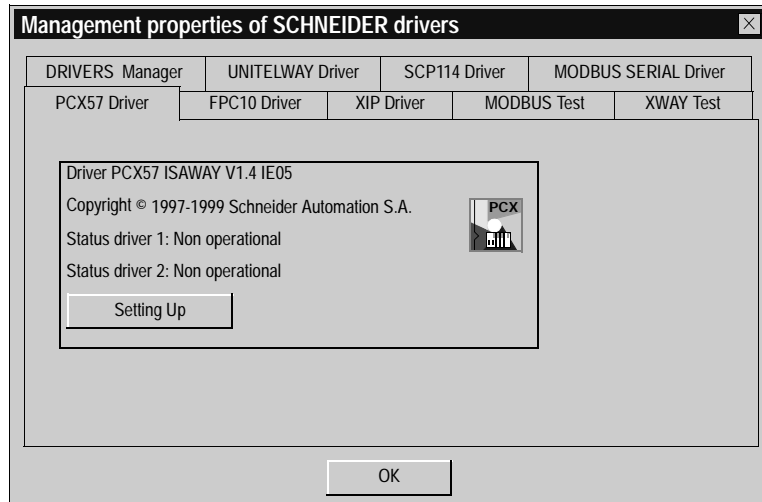 Management properties of SCHNEIDER drivers
DRIVERS Manager UNITELWAY Driver SCP114 Driver MODBUS SERIAL Driver
PCX57 Driver FPC10 Driver XIP Driver MODBUS Test XWAY Test
Driver PCX57 ISAWAY V1.4 IE05
Copyright © 1997-1999 Schneider Automation S.A.
PCX
Status driver 1: Non operational
Status driver 2: Non operational
Setting Up
OK